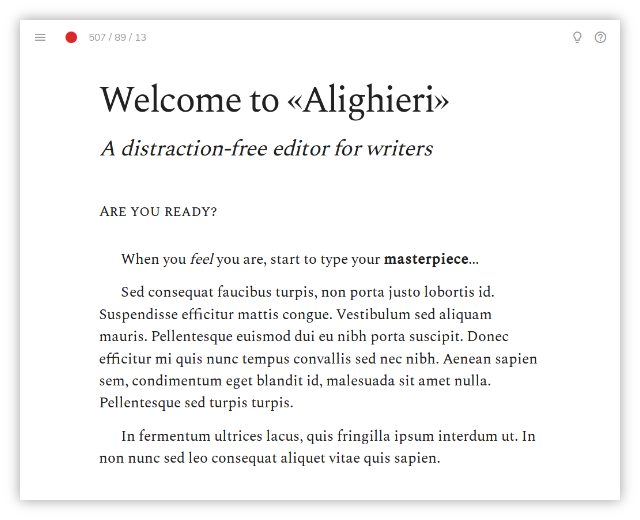 507 / 89 / 13
Welcome to «Alighieri»
A distraction-free editor for writers
ARE YOU READY?
When you feel you are, start to type your masterpiece...
Sed consequat faucibus turpis, non porta justo lobortis id.
Suspendisse efficitur mattis congue. Vestibulum sed aliquam
mauris. Pellentesque euismod dui eu nibh porta suscipit. Donec
efficitur mi quis nunc tempus convallis sed nec nibh. Aenean sapien
sem, condimentum eget blandit id, malesuada sit amet nulla.
Pellentesque sed turpis turpis.
In fermentum ultrices lacus, quis fringilla ipsum interdum ut. In
non nunc sed leo consequat aliquet vitae quis sapien.